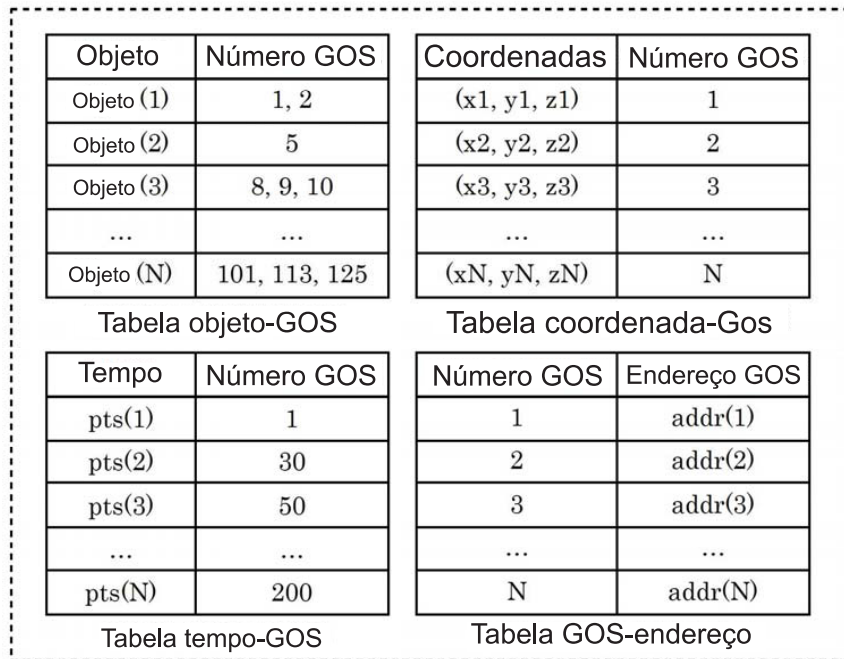 Objeto Número GOS
Objeto (1) 1, 2
Objeto (2) 5
Objeto (3) 8, 9, 10
... ...
Objeto (N) 101, 113, 125
Tabela objeto-GOS
Coordenadas Número GOS
(x1, y1, z1) 1
(x2, y2, z2) 2
(x3, y3, z3) 3
... ...
(xN, yN, zN) N
Tabela coordenada-Gos
Tempo Número GOS
pts(1) 1
pts(2) 30
pts(3) 50
... ...
pts(N) 200
Tabela tempo-GOS
Número GOS Endereço GOS
1 addr(1)
2 addr(2)
3 addr(3)
... ...
N addr(N)
Tabela GOS-endereço